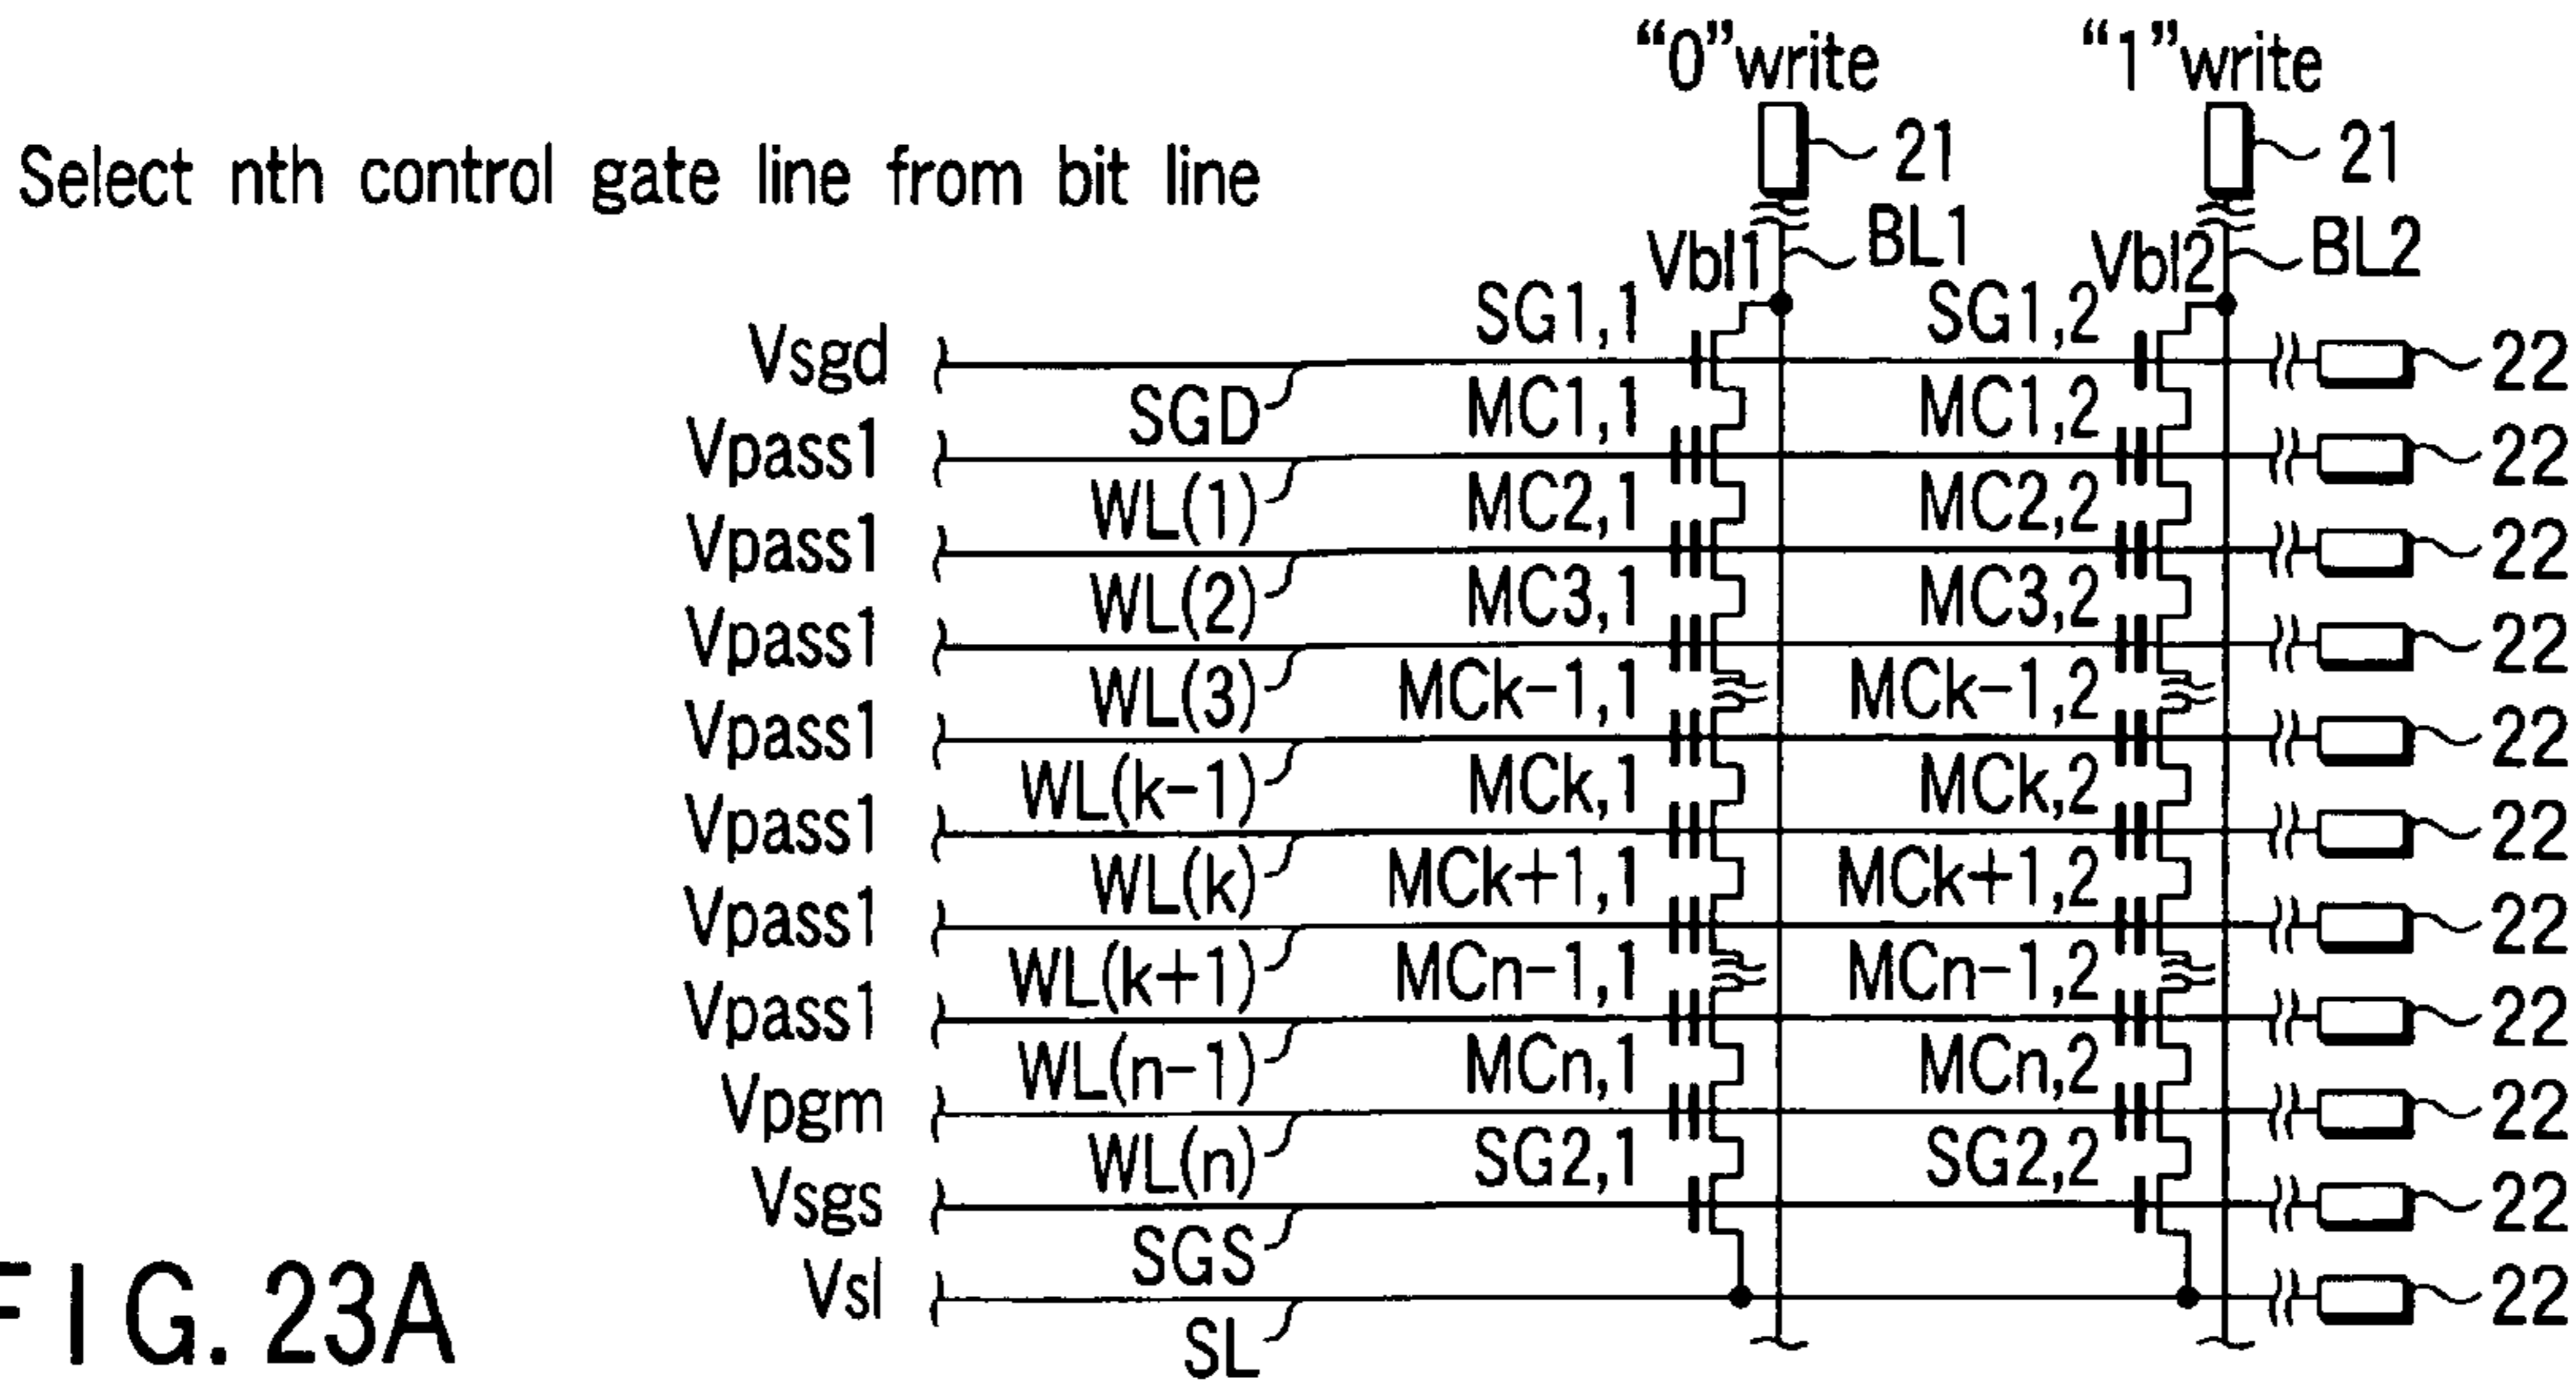 "0"write "1"write
21 21
Select nth control gate line from bit line
Vbl1 BL1 Vbl2 BL2
SG1,1 SG1,2
Vsgd 22
SGD MC1,1 MC1,2
Vpass1 22
WL(1) MC2,1 MC2,2
Vpass1 22
WL(2) MC3,1 MC3,2
Vpass1 22
WL(3) MCk-1,1 MCk-1,2
Vpass1 22
WL(k-1) MCk,1 MCk,2
Vpass1 22
WL(k) MCk+1,1 MCk+1,2
Vpass1 22
WL(k+1) MCn-1,1 MCn-1,2
Vpass1 22
WL(n-1) MCn,1 MCn,2
Vpgm 22
WL(n) SG2,1 SG2,2
Vsgs 22
SGS
Vsl 22
SL
FIG. 23A